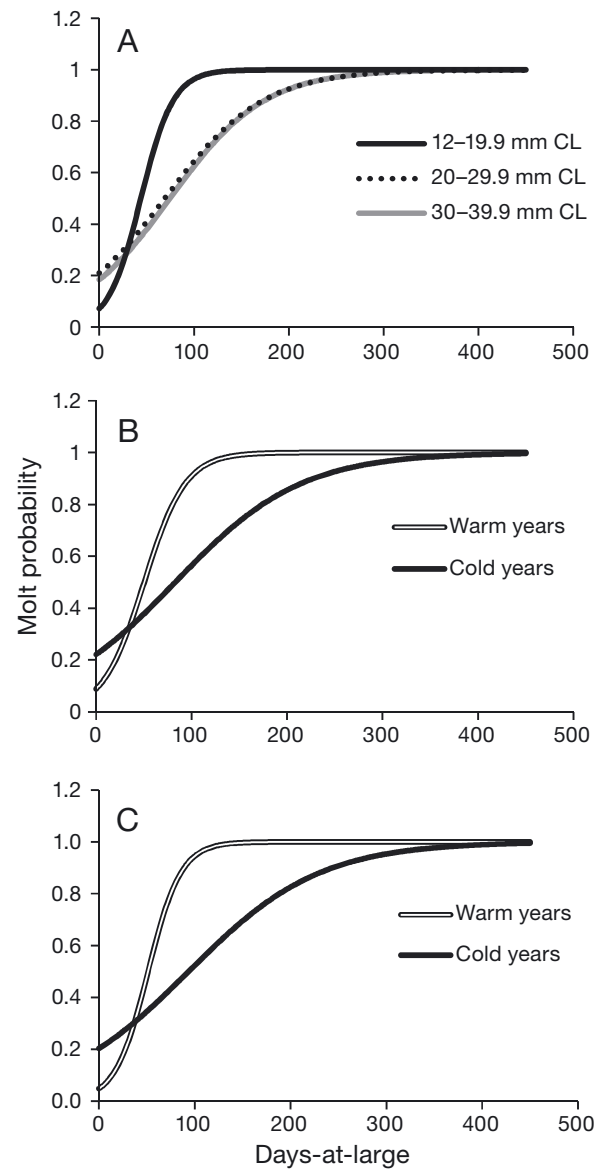 1.2
A
1
0.8
12–19.9 mm CL
0.6
20–29.9 mm CL
0.4
30–39.9 mm CL
0.2
0
0 100 200 300 400 500
1.2
B
1
0.8
Warm years
0.6
Cold years
0.4
0.2
0
0 100 200 300 400 500
Molt probability
1.2
C
1.0
0.8
Warm years
0.6
Cold years
0.4
0.2
0.0
0 100 200 300 400 500
Days-at-large